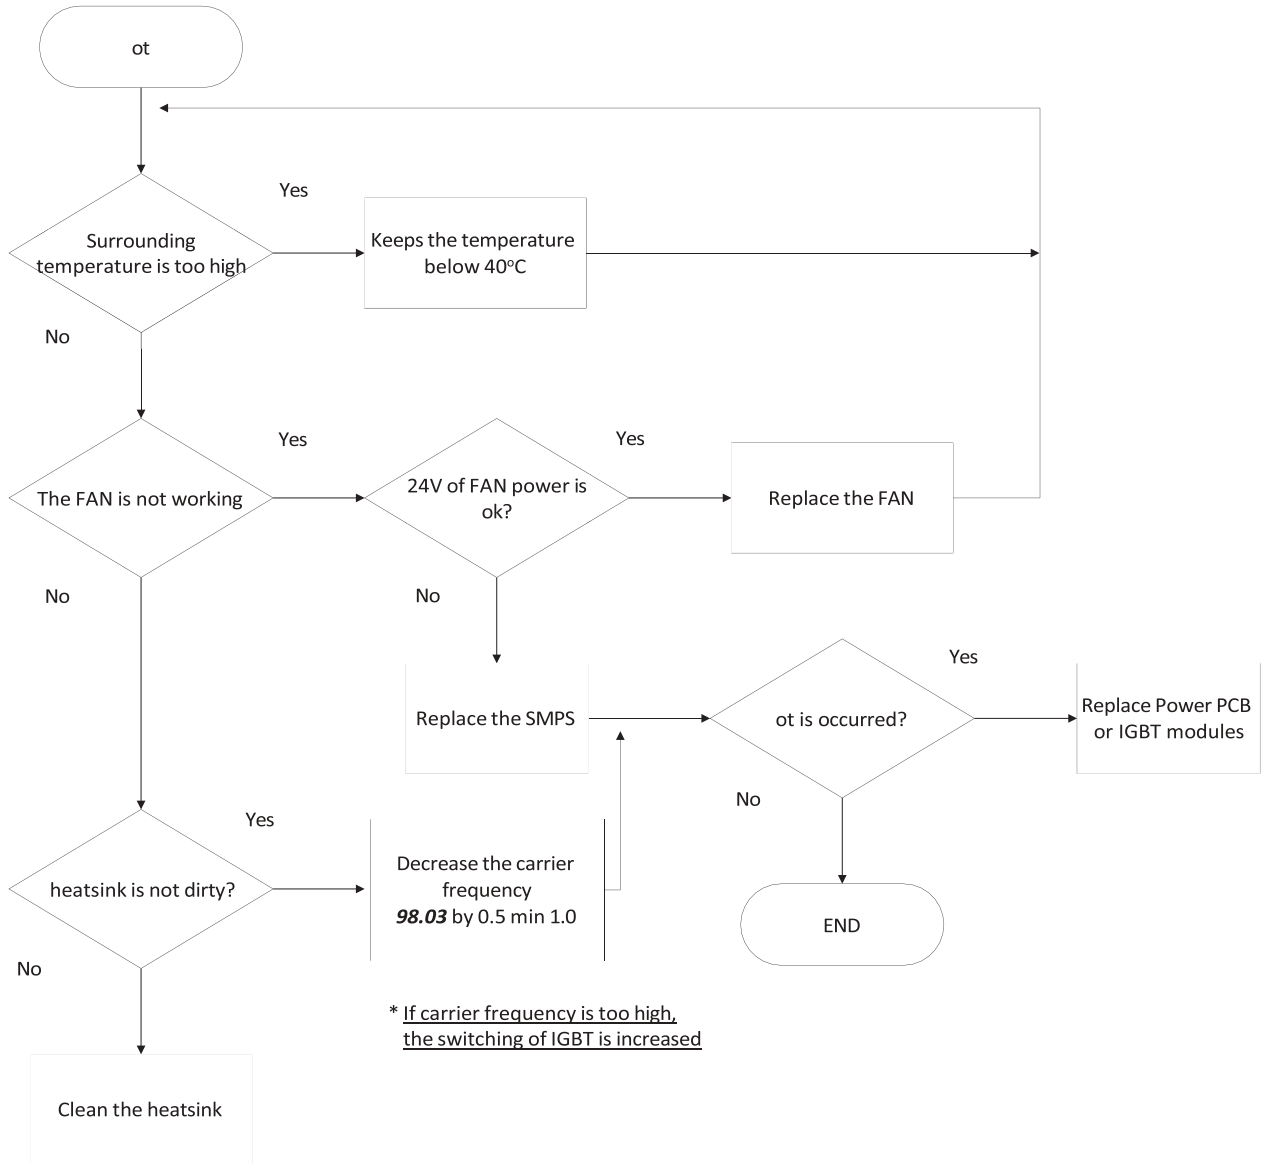 ot
Yes
Surrounding
temperature is too high
Keeps the temperature
below 40°C
No
Yes
The FAN is not working
24V of FAN power is
ok?
Yes
Replace the FAN
No
No
Replace the SMPS
ot is occurred?
Yes
Replace Power PCB
or IGBT modules
No
Yes
heatsink is not dirty?
Decrease the carrier
frequency
98.03 by 0.5 min 1.0
END
No
* If carrier frequency is too high,
the switching of IGBT is increased
Clean the heatsink